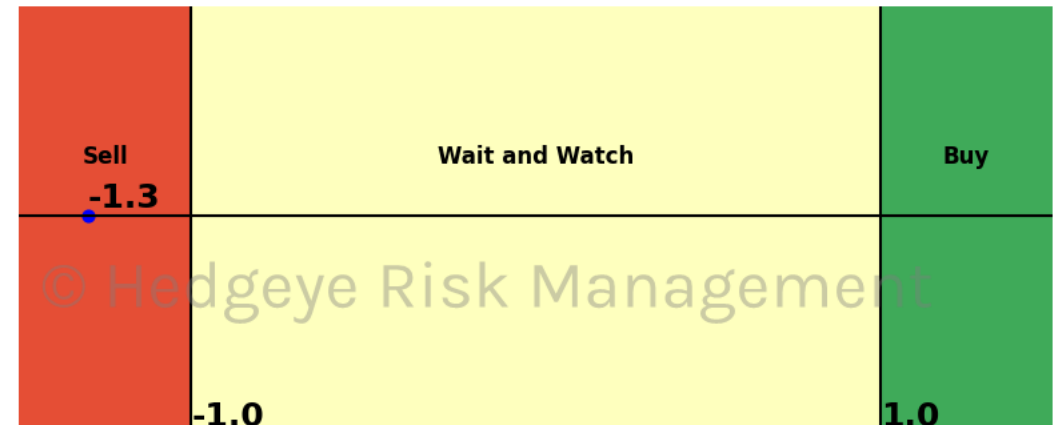 Sell
Wait and Watch
Buy
-1.3
© Hedgeye Risk Management
-1.0
1.0